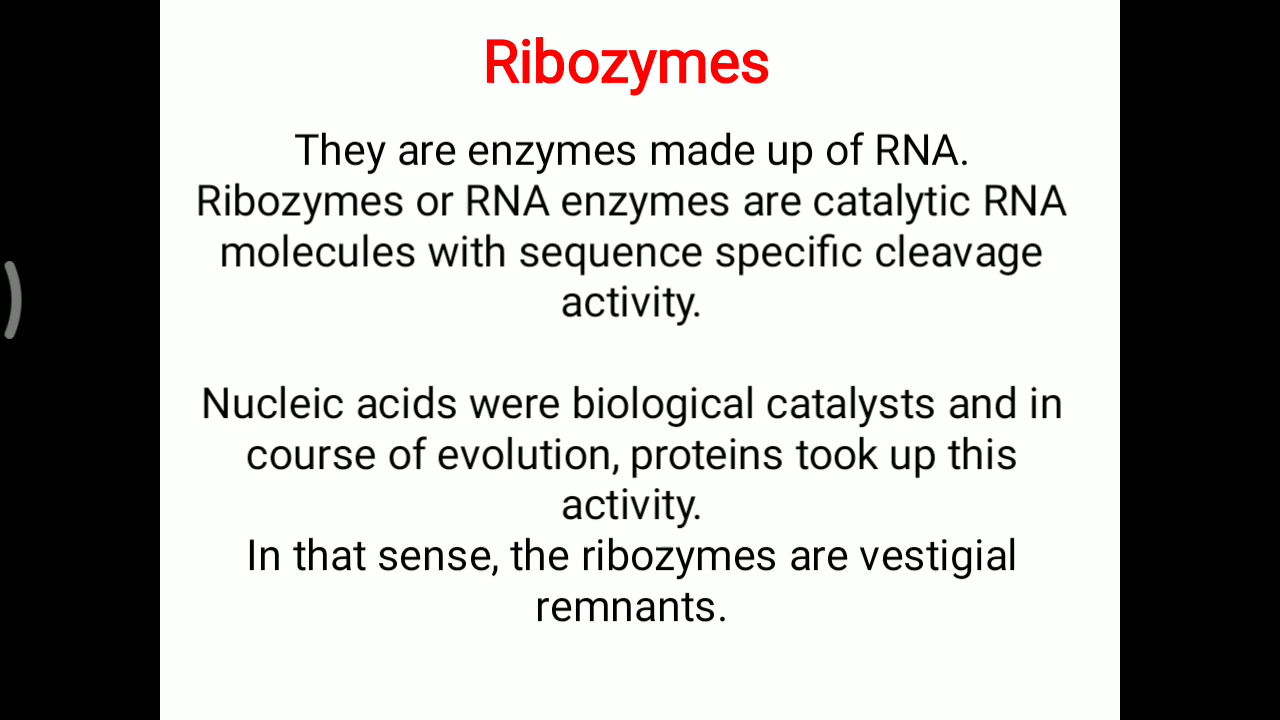 Ribozymes
They are enzymes made up of RNA.
Ribozymes or RNA enzymes are catalytic RNA
molecules with sequence specific cleavage
activity.
Nucleic acids were biological catalysts and in
course of evolution, proteins took up this
activity.
In that sense, the ribozymes are vestigial
remnants.